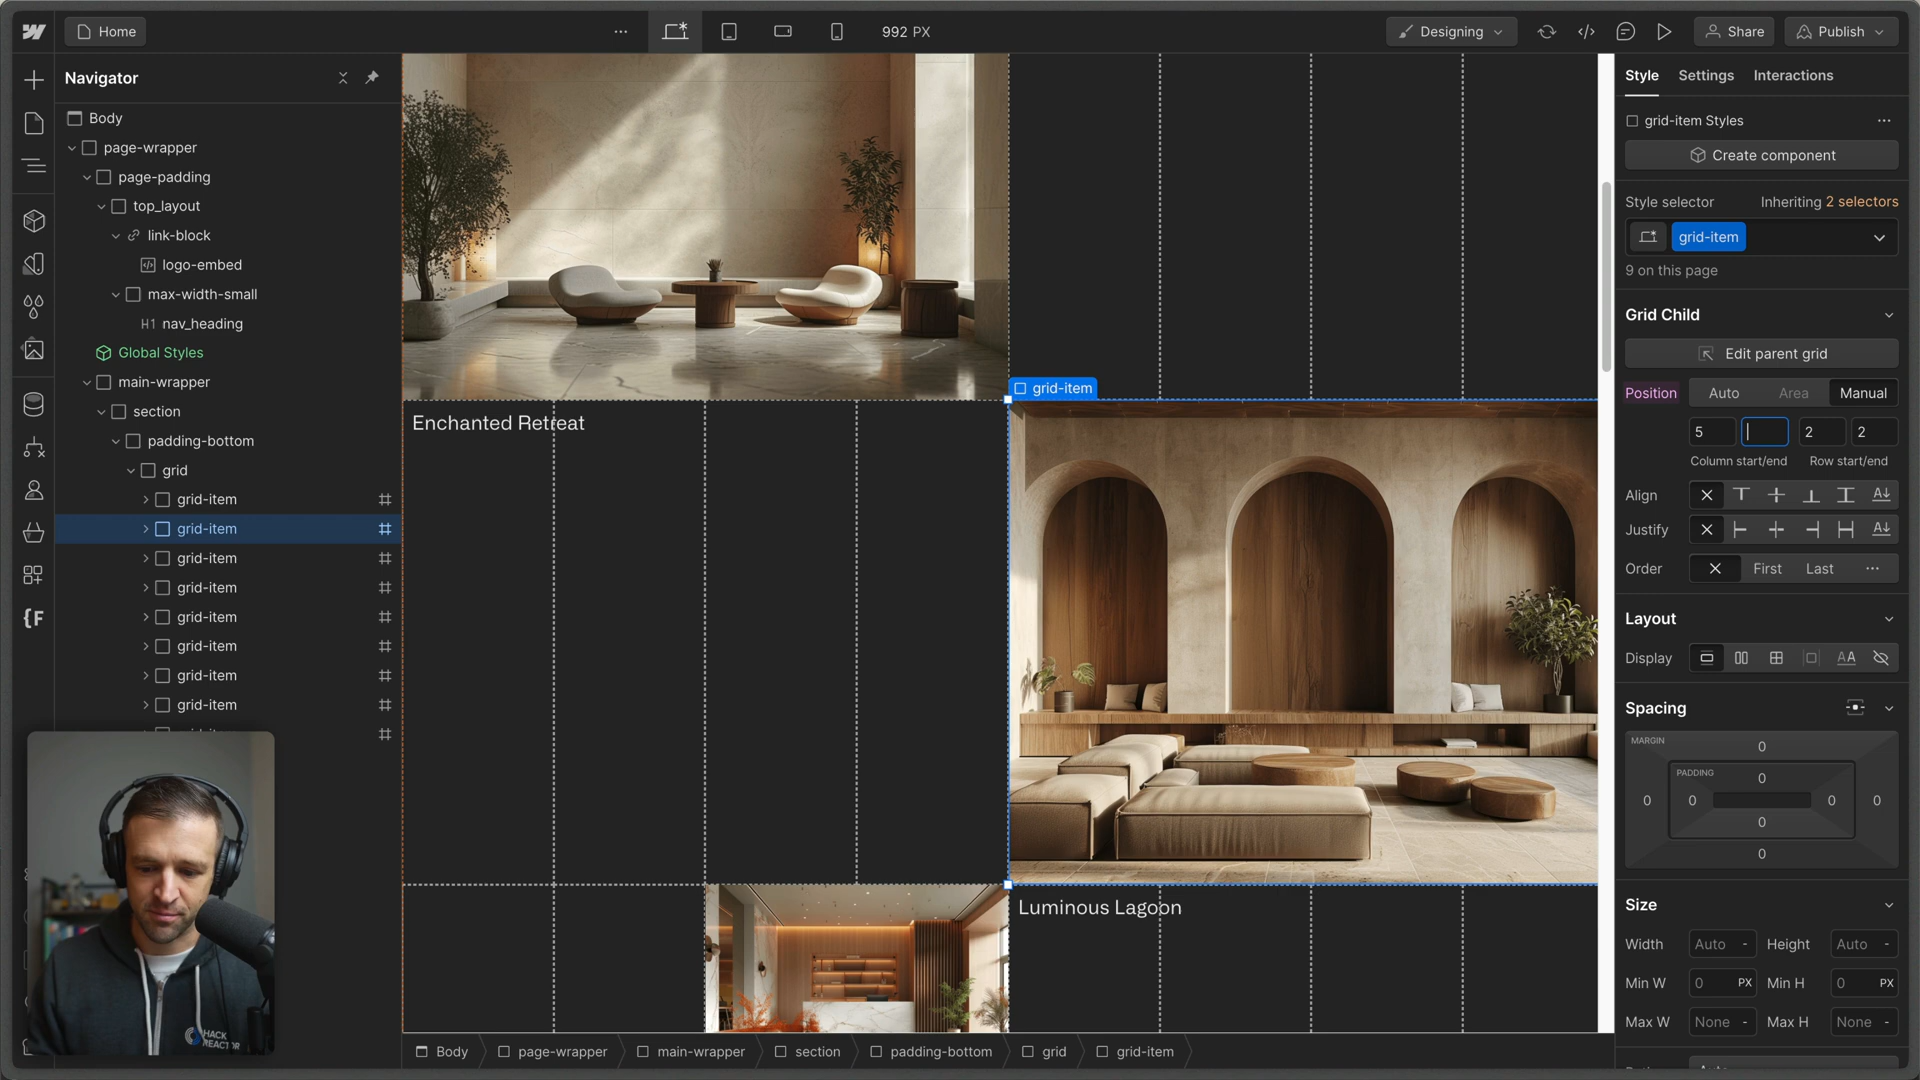 Home
992 PX
Designing
Share
Publish
Navigator
Body
page-wrapper
page-padding
top_layout
link-block
logo-embed
max-width-small
H1 nav_heading
Global Styles
main-wrapper
section
padding-bottom
grid
grid-item
grid-item
grid-item
grid-item
grid-item
grid-item
grid-item
grid-item
{F
HACK
REACTOR
Enchanted Retreat
grid-item
Luminous Lagoon
Body
page-wrapper
main-wrapper
section
padding-bottom
grid
grid-item
Style Settings Interactions
grid-item Styles
Create component
Style selector Inheriting 2 selectors
grid-item
9 on this page
Grid Child
Edit parent grid
Position Auto Area Manual
5 2 2
Column start/end Row start/end
Align
Justify
Order First Last
Layout
Display AA
Spacing
MARGIN 0
PADDING 0
0 0 0 0
0
0
Size
Width Auto - Height Auto -
Min W 0 PX Min H 0 PX
Max W None - Max H None -